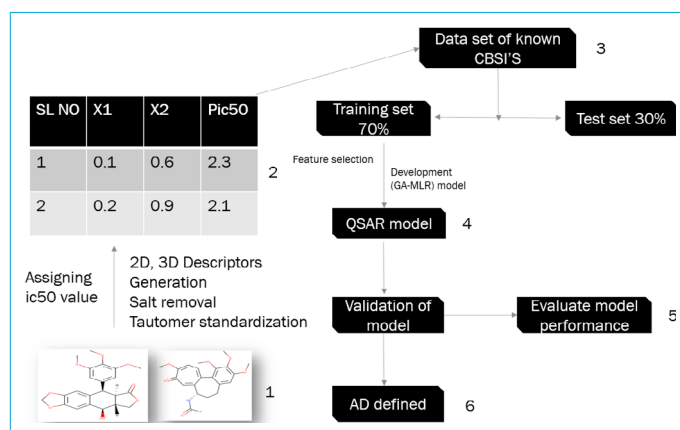 Data set of known
CBSI'S
3
SL NO X1 X2 Pic50
1 0.1 0.6 2.3
2 0.2 0.9 2.1
2
Training set
70%
Test set 30%
Feature selection
Development
(GA-MLR) model
QSAR model
4
Assigning
ic50 value
2D, 3D Descriptors
Generation
Salt removal
Tautomer standardization
Validation of
model
Evaluate model
performance
5
1
AD defined
6